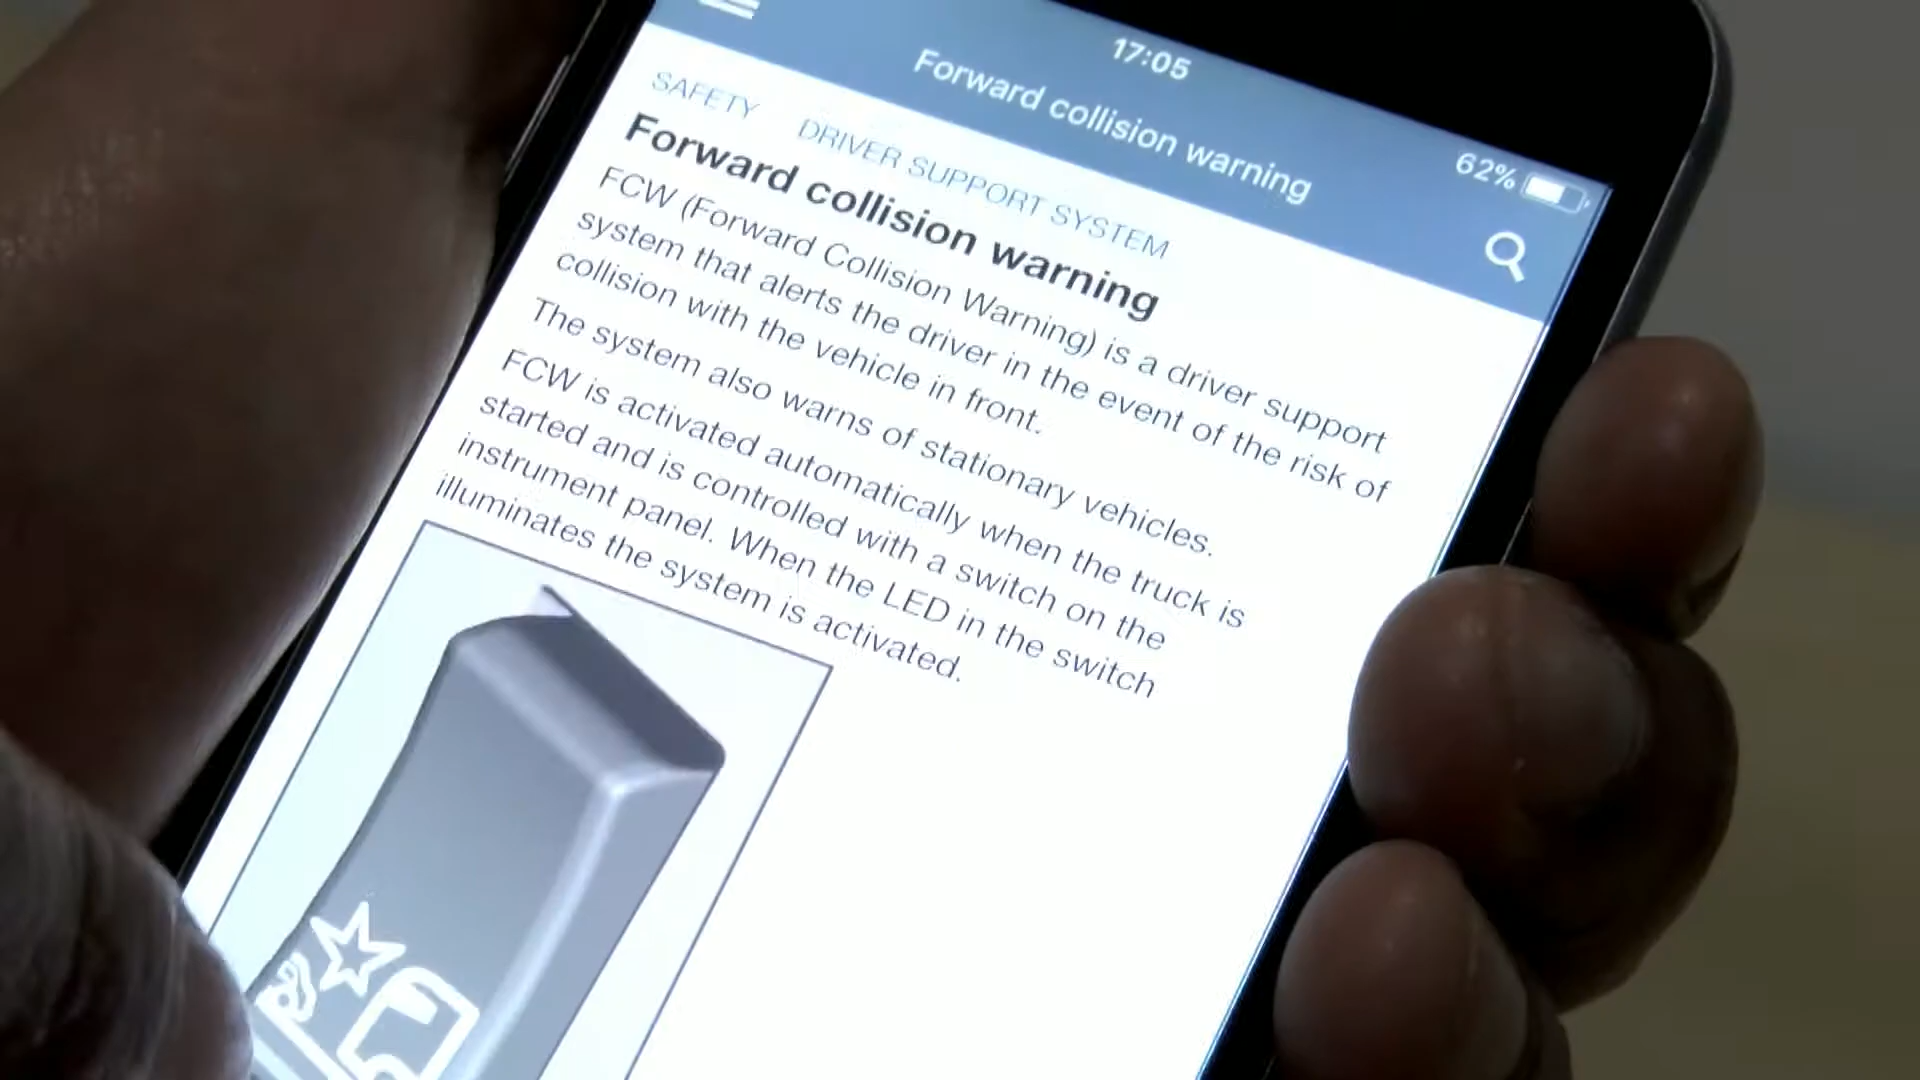 17:05
Forward collision warning
62%
SAFETY DRIVER SUPPORT SYSTEM
Forward collision warning
FCW (Forward Collision Warning) is a driver support
system that alerts the driver in the event of the risk of
collision with the vehicle in front.
The system also warns of stationary vehicles.
FCW is activated automatically when the truck is
started and is controlled with a switch on the
instrument panel. When the LED in the switch
illuminates the system is activated.